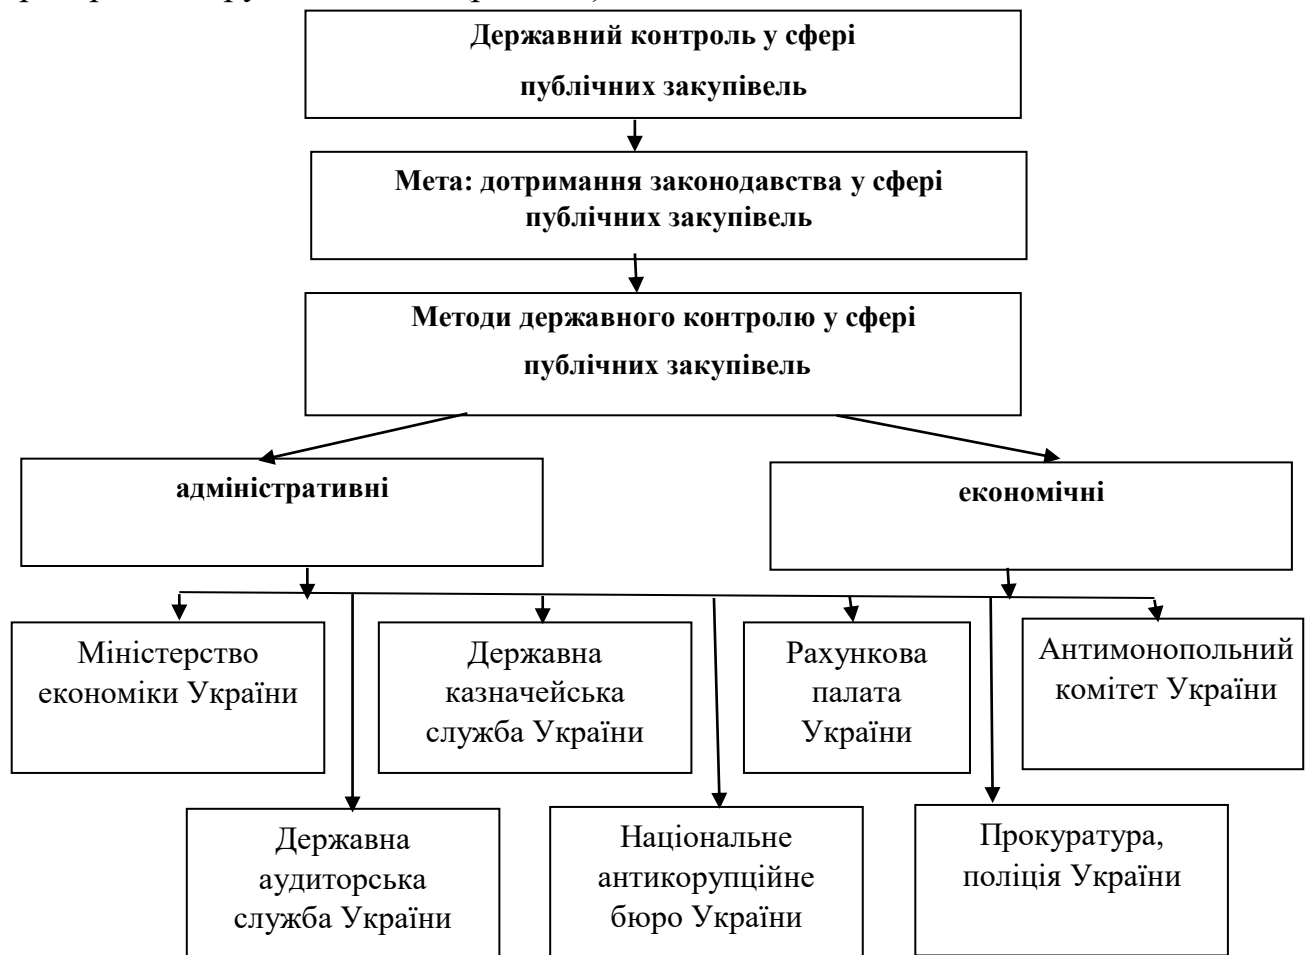 Державний контроль у сфері
публічних закупівель
Мета: дотримання законодавства у сфері
публічних закупівель
Методи державного контролю у сфері
публічних закупівель
адміністративні
економічні
Міністерство
економіки України
Державна
казначейська
служба України
Рахункова
палата
України
Антимонопольний
комітет України
Державна
аудиторська
служба України
Національне
антикорупційне
бюро України
Прокуратура,
поліція України